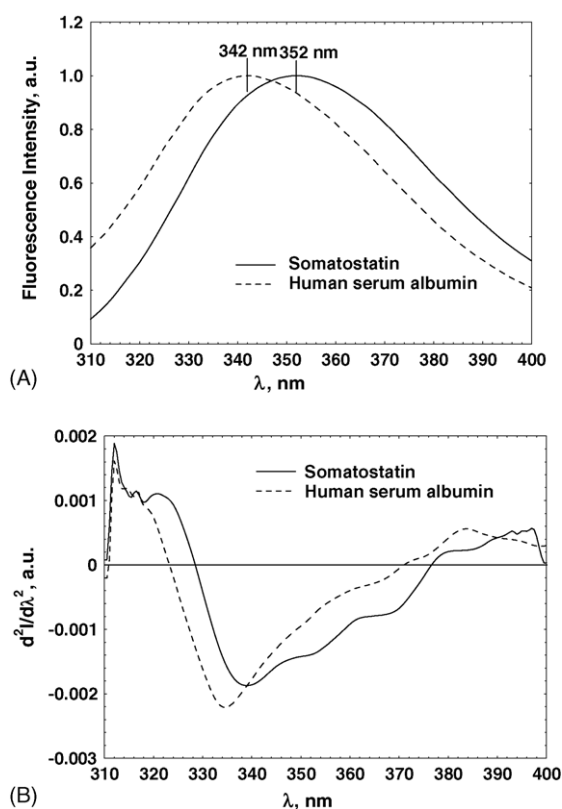 1.2
342 nm 352 nm
1.0
0.8
0.6
0.4
0.2
0
Fluorescence Intensity, a.u.
Somatostatin
Human serum albumin
310 320 330 340 350 360 370 380 390 400
λ, nm
(A)
0.002
0.001
0
-0.001
-0.002
-0.003
d²I/dλ², a.u.
Somatostatin
Human serum albumin
310 320 330 340 350 360 370 380 390 400
λ, nm
(B)